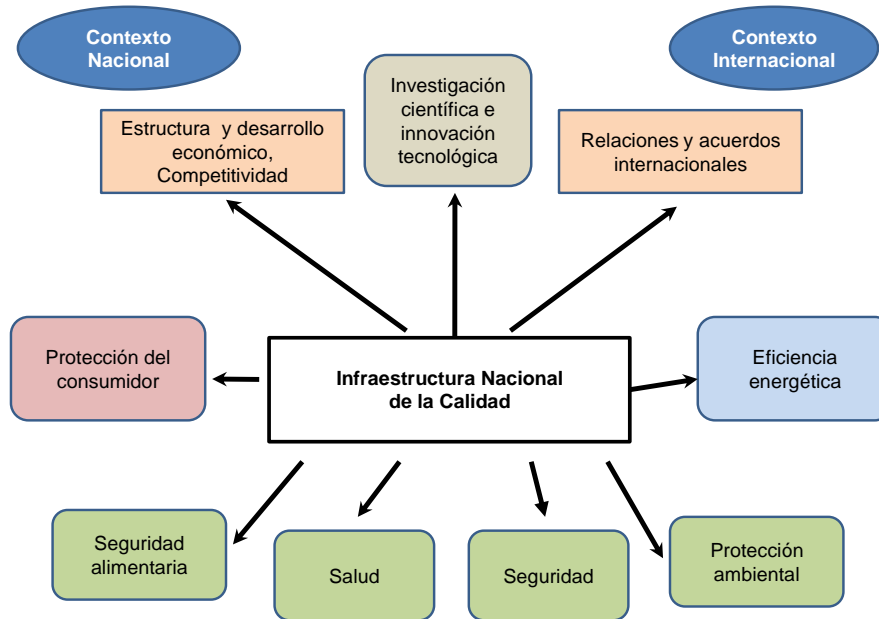 Contexto
Nacional
Contexto
Internacional
Investigación
científica e
innovación
tecnológica
Estructura y desarrollo
económico,
Competitividad
Relaciones y acuerdos
internacionales
Protección del
consumidor
Infraestructura Nacional
de la Calidad
Eficiencia
energética
Seguridad
alimentaria
Salud
Seguridad
Protección
ambiental